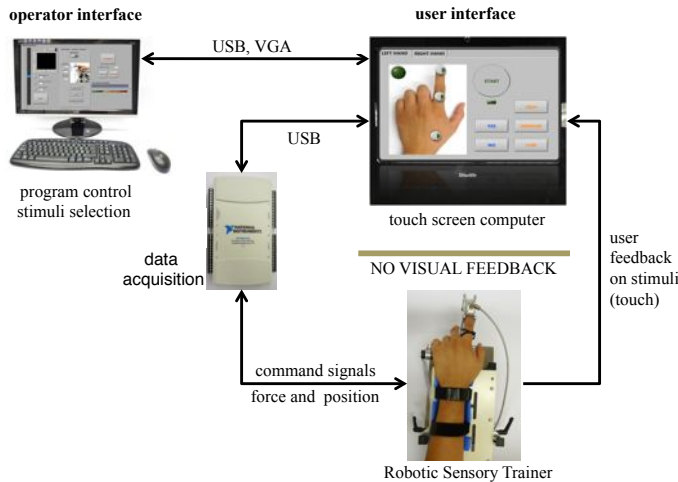 operator interface
user interface
USB, VGA
LEFT HAND RIGHT HAND
START
YES
NO
USB
program control
stimuli selection
NATIONAL
INSTRUMENTS
touch screen computer
data
acquisition
NO VISUAL FEEDBACK
user
feedback
on stimuli
(touch)
command signals
force and position
Robotic Sensory Trainer